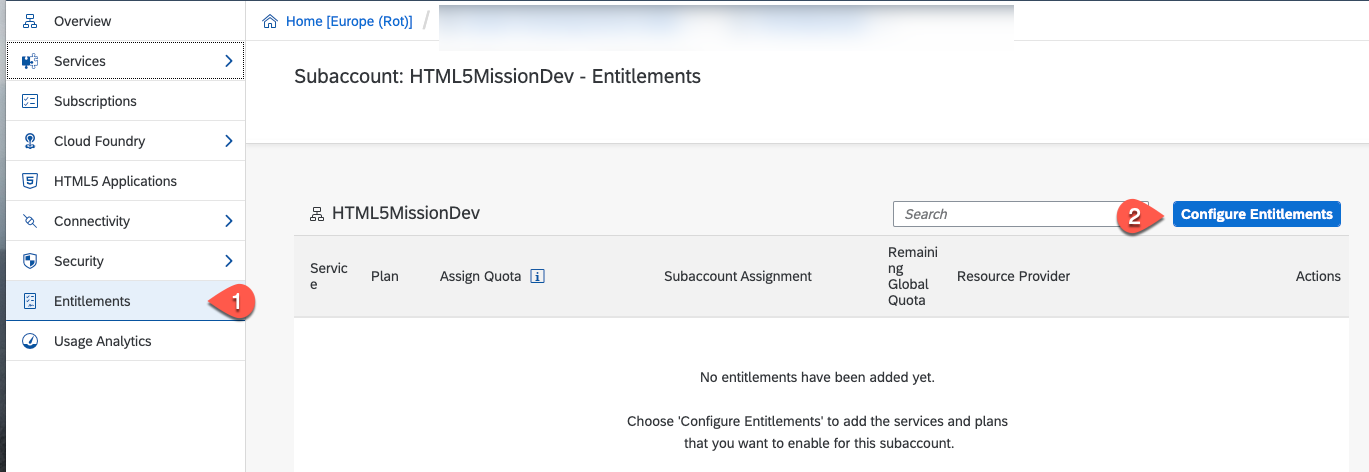 Overview
Services
Subscriptions
Cloud Foundry
HTML5 Applications
Connectivity
Security
Entitlements
1
Usage Analytics
Home [Europe (Rot)] /
Subaccount: HTML5MissionDev - Entitlements
HTML5MissionDev
Search
2
Configure Entitlements
Servic
e
Plan
Assign Quota
Subaccount Assignment
Remaini
ng
Global
Quota
Resource Provider
Actions
No entitlements have been added yet.
Choose 'Configure Entitlements' to add the services and plans
that you want to enable for this subaccount.